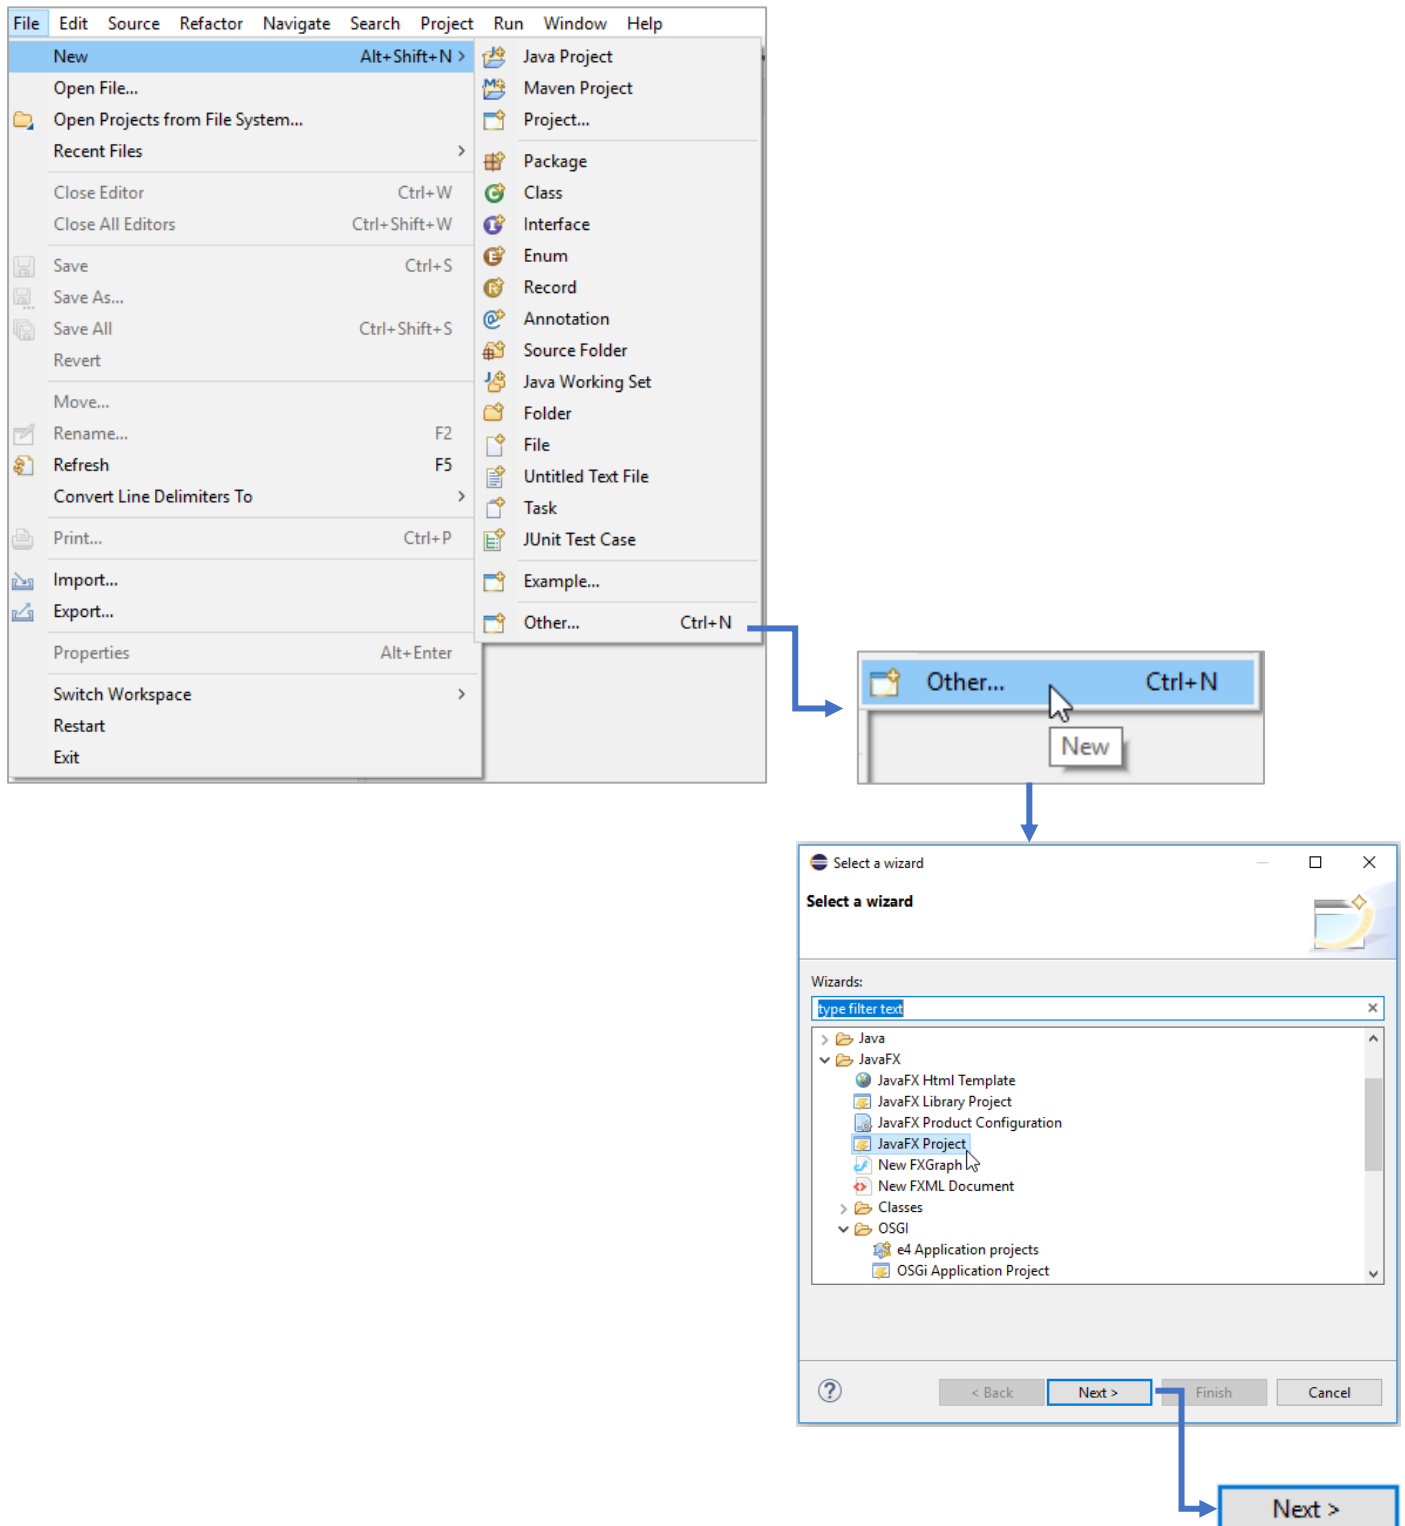 File Edit Source Refactor Navigate Search Project Run Window Help
New Alt+Shift+N >
Open File...
Open Projects from File System...
Recent Files >
Close Editor Ctrl+W
Close All Editors Ctrl+Shift+W
Save Ctrl+S
Save As...
Save All Ctrl+Shift+S
Revert
Move...
Rename... F2
Refresh F5
Convert Line Delimiters To >
Print... Ctrl+P
Import...
Export...
Properties Alt+Enter
Switch Workspace >
Restart
Exit
Java Project
Maven Project
Project...
Package
Class
Interface
Enum
Record
Annotation
Source Folder
Java Working Set
Folder
File
Untitled Text File
Task
JUnit Test Case
Example...
Other... Ctrl+N
Other... Ctrl+N
New
Select a wizard
Select a wizard
Wizards:
type filter text
Java
JavaFX
JavaFX Html Template
JavaFX Library Project
JavaFX Product Configuration
JavaFX Project
New FXGraph
New FXML Document
Classes
OSGI
e4 Application projects
OSGi Application Project
< Back Next > Finish Cancel
Next >